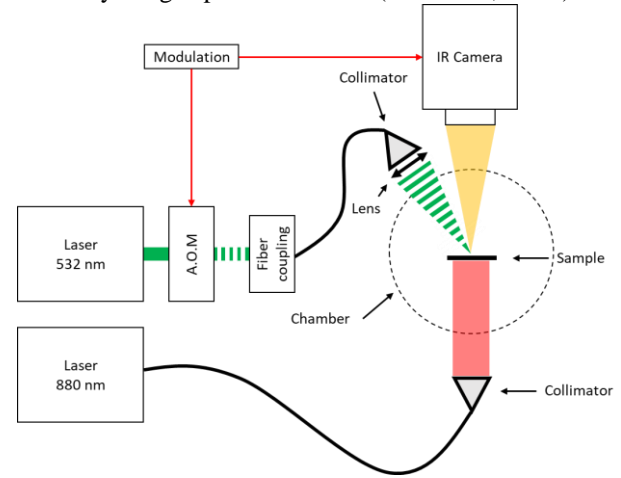 Modulation
IR Camera
Collimator
Lens
Laser
532 nm
A.O.M
Fiber
coupling
Sample
Chamber
Laser
880 nm
Collimator